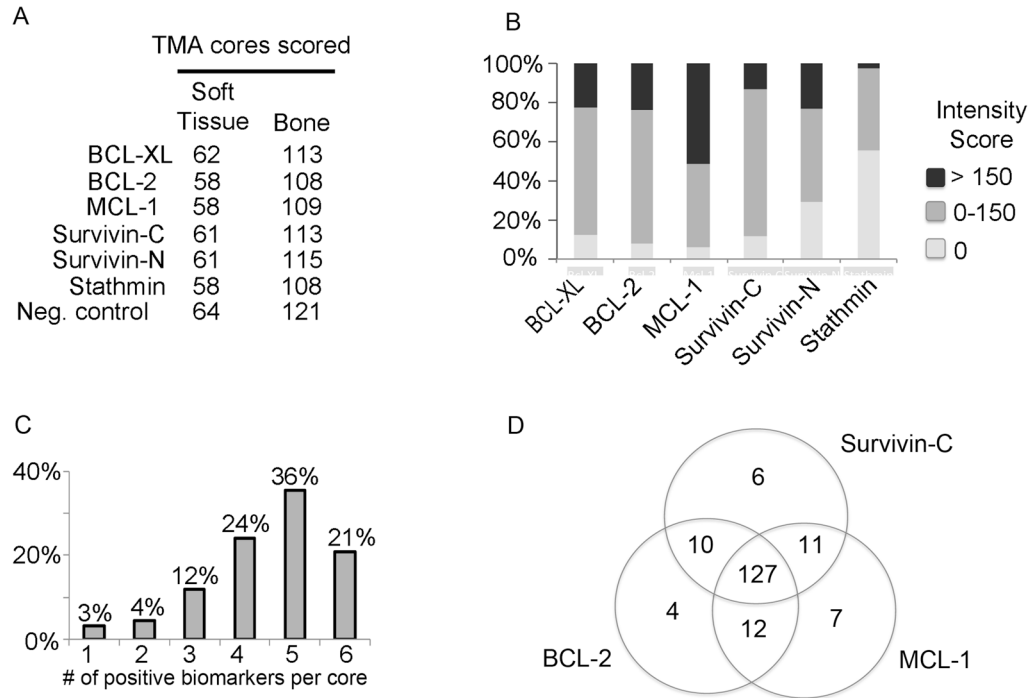 A
TMA cores scored
Soft Tissue Bone
BCL-XL 62 113
BCL-2 58 108
MCL-1 58 109
Survivin-C 61 113
Survivin-N 61 115
Stathmin 58 108
Neg. control 64 121
B
100%
80%
60%
40%
20%
0%
BCL-XL BCL-2 MCL-1 Survivin-C Survivin-N Stathmin
Intensity
Score
> 150
0-150
0
C
40%
20%
0%
3% 4% 12% 24% 36% 21%
1 2 3 4 5 6
# of positive biomarkers per core
D
Survivin-C
6
10 11
127
4 12 7
BCL-2 MCL-1